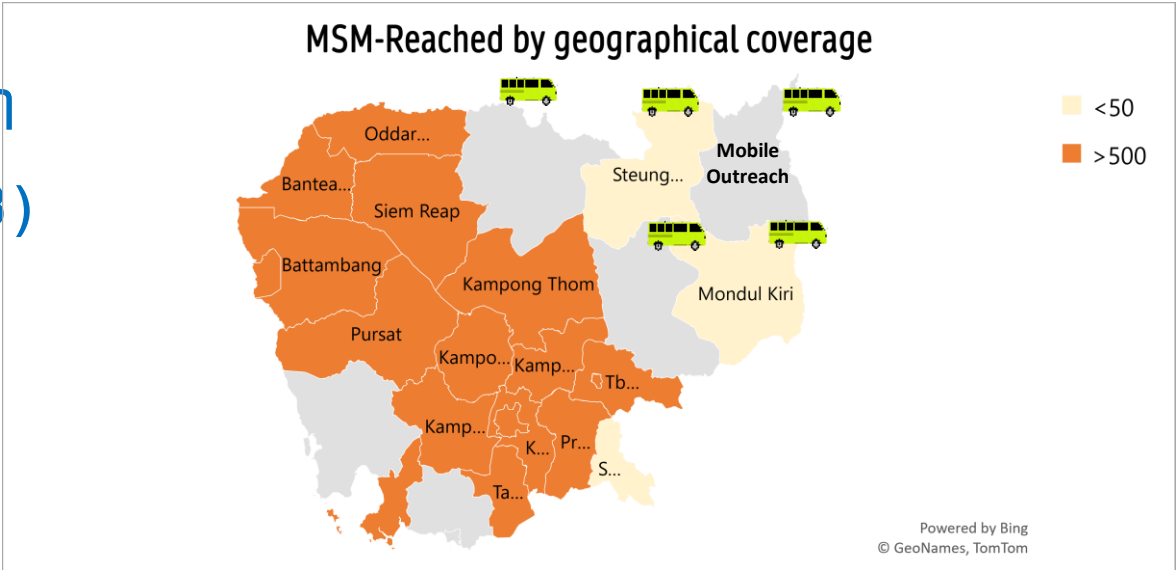 MSM-Reached by geographical coverage
n
3)
<50
>500
Oddar...
Bantea...
Siem Reap
Steung...
Mobile
Outreach
Battambang
Kampong Thom
Mondul Kiri
Pursat
Kampo...
Kamp...
Tb...
Kamp...
K...
Pr...
S...
Ta...
Powered by Bing
© GeoNames, TomTom